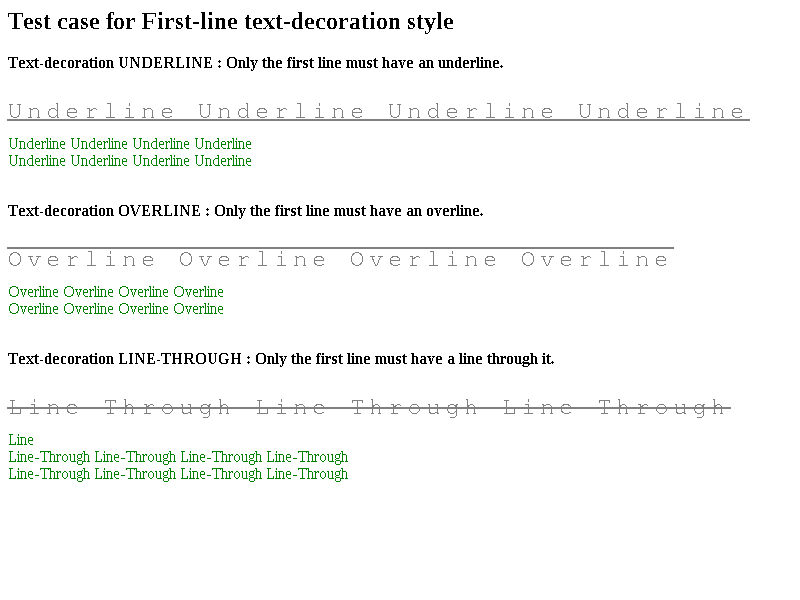 Test case for First-line text-decoration style
Text-decoration UNDERLINE : Only the first line must have an underline.
Underline Underline Underline Underline
Underline Underline Underline Underline
Underline Underline Underline Underline
Text-decoration OVERLINE : Only the first line must have an overline.
Overline Overline Overline Overline
Overline Overline Overline Overline
Overline Overline Overline Overline
Text-decoration LINE-THROUGH : Only the first line must have a line through it.
Line Through Line Through Line Through
Line
Line-Through Line-Through Line-Through Line-Through
Line-Through Line-Through Line-Through Line-Through